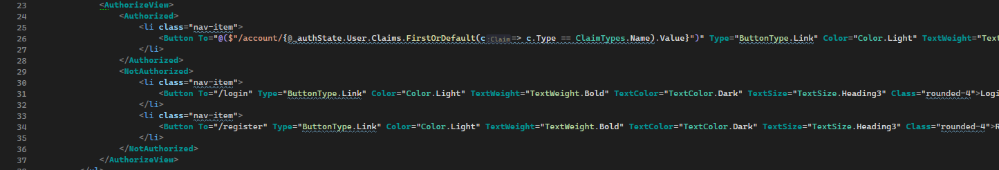 23 <AuthorizeView>
24 <Authorized>
25 <li class="nav-item">
26 <Button To="@($"/account/{@_authState.User.Claims.FirstOrDefault(c:Claim => c.Type == ClaimTypes.Name).Value}")" Type="ButtonType.Link" Color="Color.Light" TextWeight="Text
27 </li>
28 </Authorized>
29 <NotAuthorized>
30 <li class="nav-item">
31 <Button To="/login" Type="ButtonType.Link" Color="Color.Light" TextWeight="TextWeight.Bold" TextColor="TextColor.Dark" TextSize="TextSize.Heading3" Class="rounded-4">Logi
32 </li>
33 <li class="nav-item">
34 <Button To="/register" Type="ButtonType.Link" Color="Color.Light" TextWeight="TextWeight.Bold" TextColor="TextColor.Dark" TextSize="TextSize.Heading3" Class="rounded-4">R
35 </li>
36 </NotAuthorized>
37 </AuthorizeView>